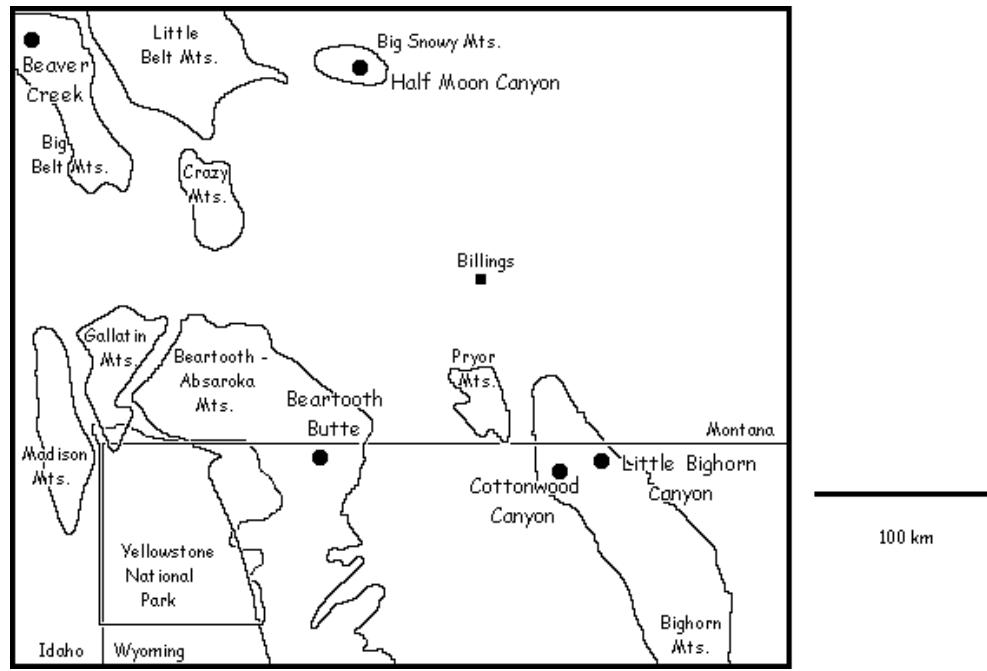 Little
Belt Mts.
Big Snowy Mts.
Beaver
Creek
Half Moon Canyon
Big
Belt Mts.
Crazy
Mts.
Billings
Gallatin
Mts.
Beartooth -
Absaroka
Mts.
Pryor
Mts.
Beartooth
Butte
Montana
Madison
Mts.
Little Bighorn
Canyon
Cottonwood
Canyon
100 km
Yellowstone
National
Park
Bighorn
Mts.
Idaho
Wyoming